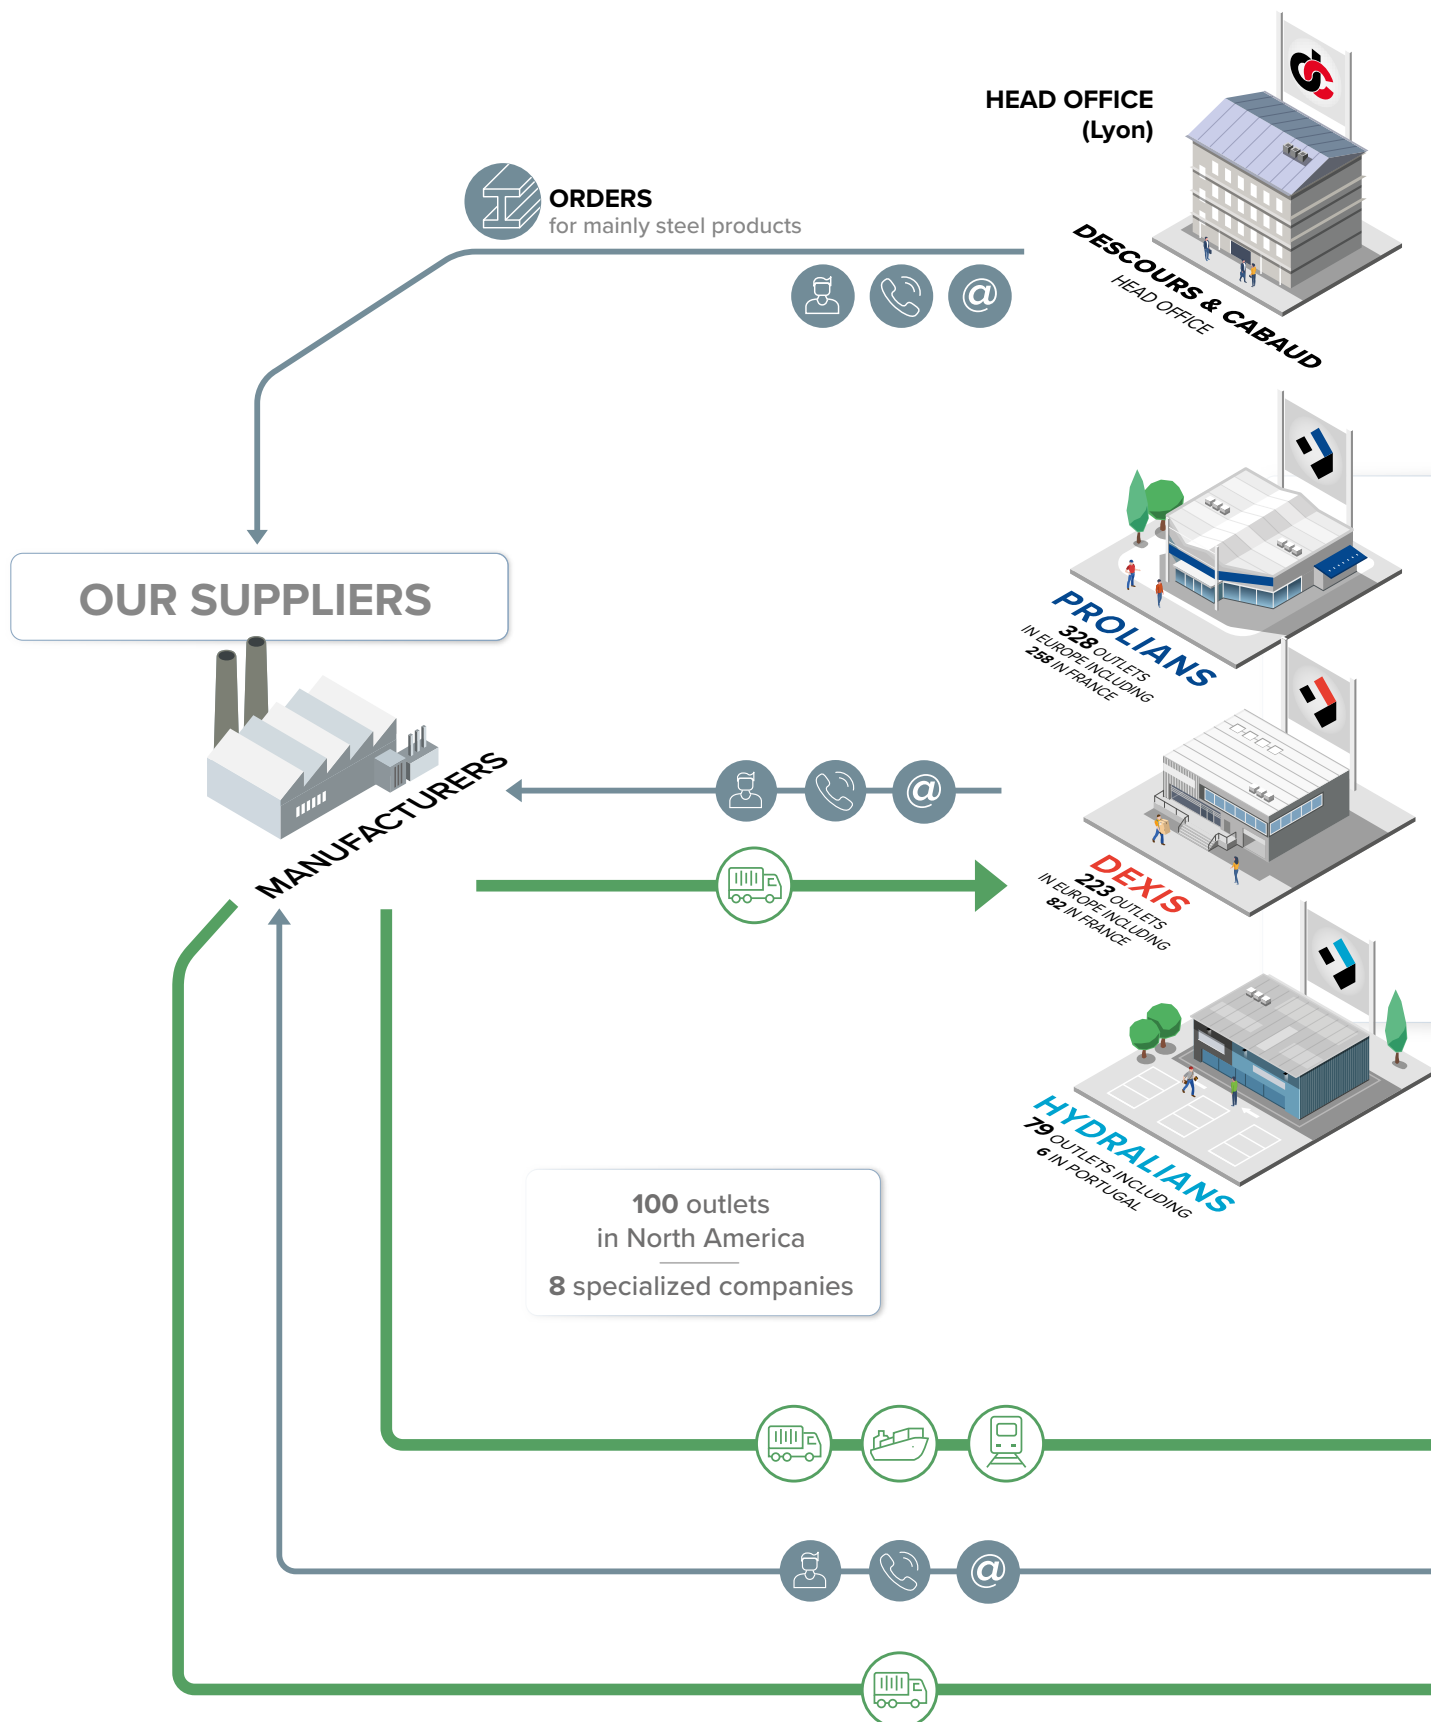 HEAD OFFICE
(Lyon)
ORDERS
for mainly steel products
@
DESCOURS & CABAUD
HEAD OFFICE
OUR SUPPLIERS
PROLIANS
328 OUTLETS
IN EUROPE INCLUDING
258 IN FRANCE
MANUFACTURERS
@
DEXIS
223 OUTLETS
IN EUROPE INCLUDING
82 IN FRANCE
HYDRALIANS
79 OUTLETS INCLUDING
6 IN PORTUGAL
100 outlets
in North America
8 specialized companies
@